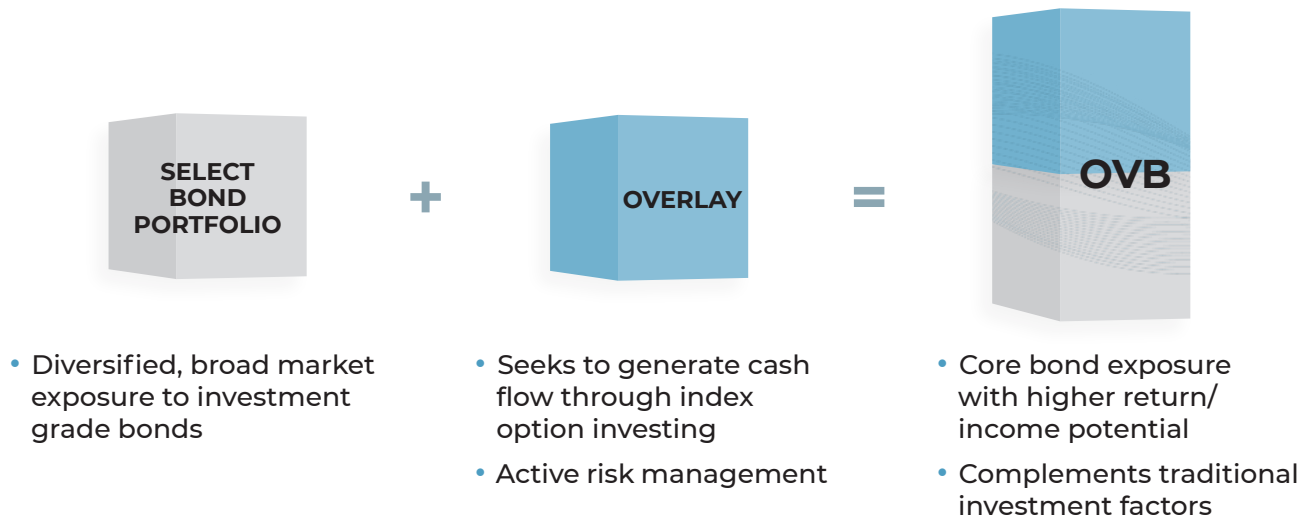 SELECT
BOND
PORTFOLIO
+
OVERLAY
=
OVB
• Diversified, broad market
exposure to investment
grade bonds
• Seeks to generate cash
flow through index
option investing
• Active risk management
• Core bond exposure
with higher return/
income potential
• Complements traditional
investment factors